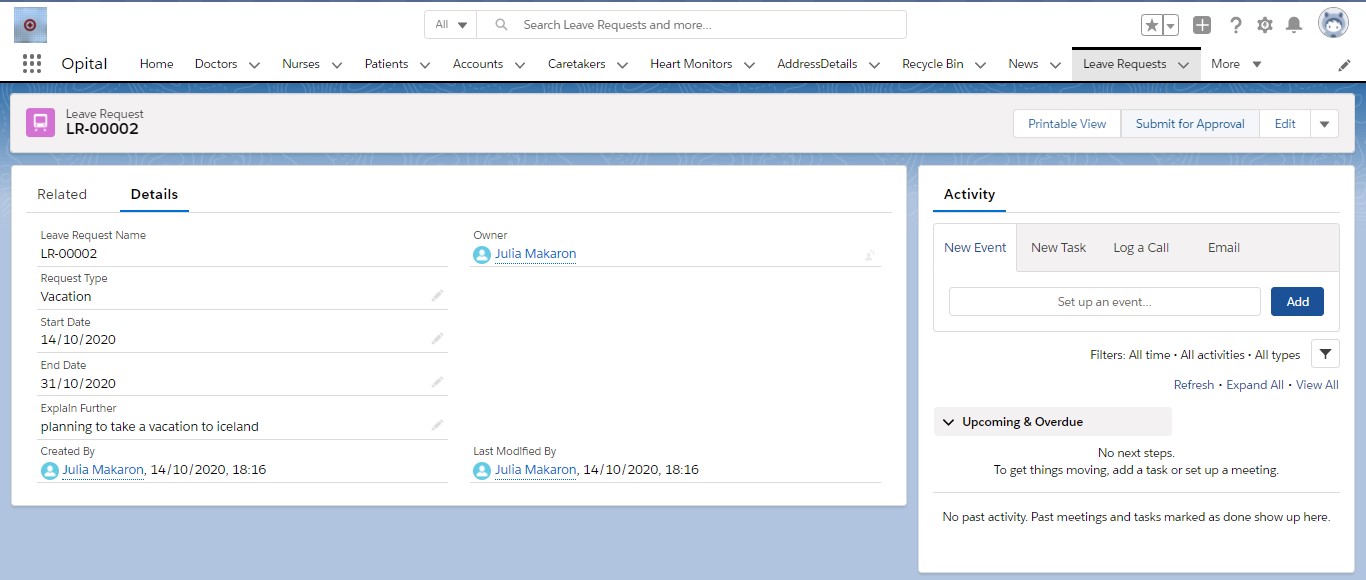 All Search Leave Requests and more...
Opital Home Doctors Nurses Patients Accounts Caretakers Heart Monitors AddressDetails Recycle Bin News Leave Requests More
Leave Request
LR-00002
Printable View Submit for Approval Edit
Related Details
Leave Request Name
LR-00002
Owner
Julia Makaron
Request Type
Vacation
Start Date
14/10/2020
End Date
31/10/2020
Explain Further
planning to take a vacation to iceland
Created By
Julia Makaron, 14/10/2020, 18:16
Last Modified By
Julia Makaron, 14/10/2020, 18:16
Activity
New Event New Task Log a Call Email
Set up an event... Add
Filters: All time • All activities • All types
Refresh • Expand All • View All
Upcoming & Overdue
No next steps.
To get things moving, add a task or set up a meeting.
No past activity. Past meetings and tasks marked as done show up here.